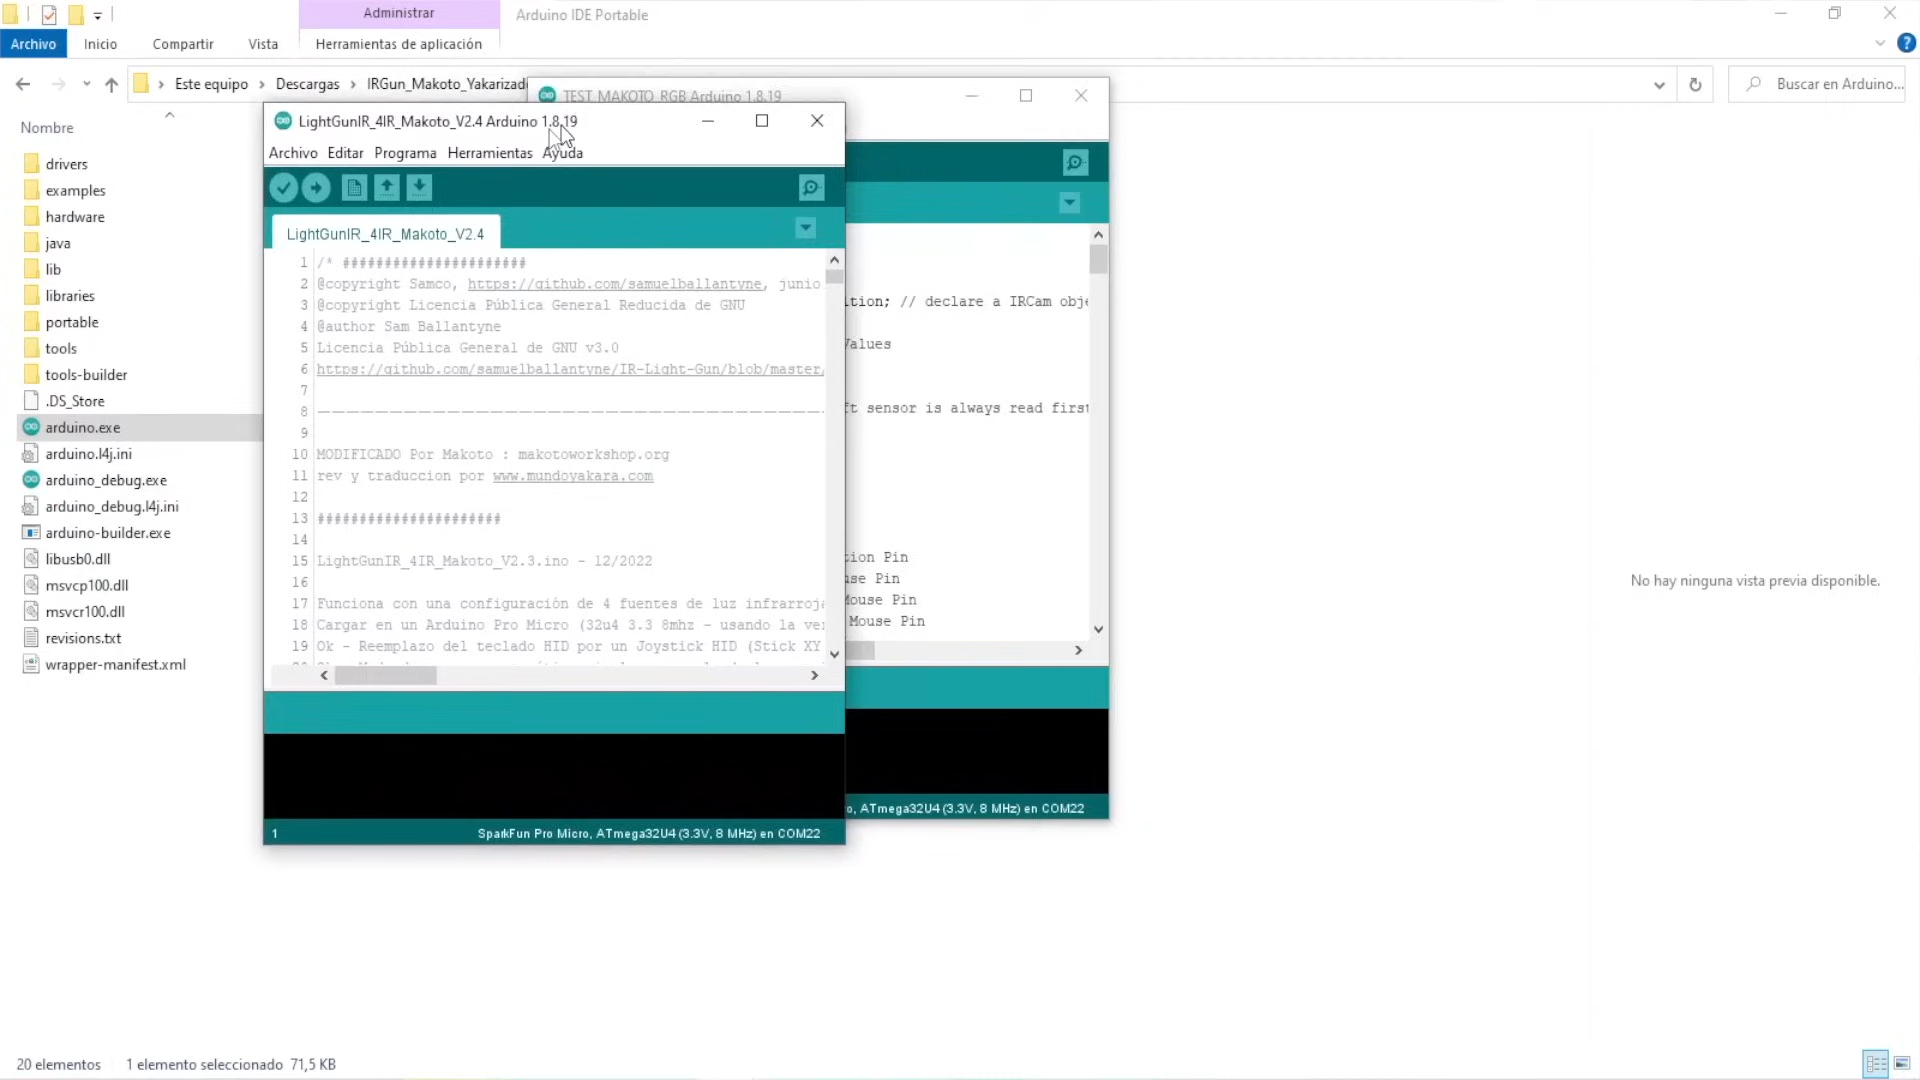 Administrar
Arduino IDE Portable
Archivo
Inicio
Compartir
Vista
Herramientas de aplicación
Este equipo
Descargas
IRGun_Makoto_Yakarizado
Buscar en Arduino...
Nombre
drivers
examples
hardware
java
lib
libraries
portable
tools
tools-builder
.DS_Store
arduino.exe
arduino.l4j.ini
arduino_debug.exe
arduino_debug.l4j.ini
arduino-builder.exe
libusb0.dll
msvcp100.dll
msvcr100.dll
revisions.txt
wrapper-manifest.xml
TEST_MAKOTO_RGB Arduino 1.8.19
LightGunIR_4IR_Makoto_V2.4 Arduino 1.8.19
Archivo Editar Programa Herramientas Ayuda
LightGunIR_4IR_Makoto_V2.4
1 /* ######################
2 @copyright Samco, https://github.com/samuelballantyne, junio
3 @copyright Licencia Pública General Reducida de GNU
4 @author Sam Ballantyne
5 Licencia Pública General de GNU v3.0
6 https://github.com/samuelballantyne/IR-Light-Gun/blob/master/
7
8 ————————————————————————————————————
9
10 MODIFICADO Por Makoto : makotoworkshop.org
11 rev y traduccion por www.mundoyakara.com
12
13 ######################
14
15 LightGunIR_4IR_Makoto_V2.3.ino - 12/2022
16
17 Funciona con una configuración de 4 fuentes de luz infrarroja
18 Cargar en un Arduino Pro Micro (32u4 3.3 8mhz - usando la ver
19 Ok - Reemplazo del teclado HID por un Joystick HID (Stick XY
1
SparkFun Pro Micro, ATmega32U4 (3.3V, 8 MHz) en COM22
ition; // declare a IRCam obje
Values
ft sensor is always read first
tion Pin
use Pin
Mouse Pin
Mouse Pin
o, ATmega32U4 (3.3V, 8 MHz) en COM22
No hay ninguna vista previa disponible.
20 elementos
1 elemento seleccionado 71,5 KB